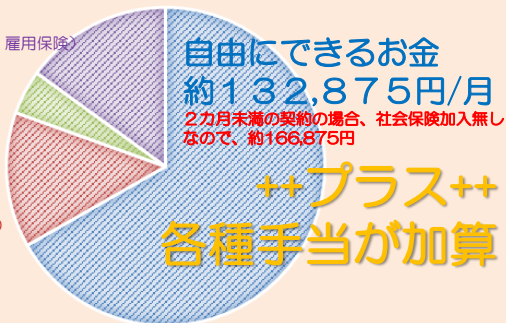 雇用保険）
自由にできるお金
約１３２,８７５円/月
２カ月未満の契約の場合、社会保険加入無し
なので、約166,875円
++プラス++
各種手当が加算
）